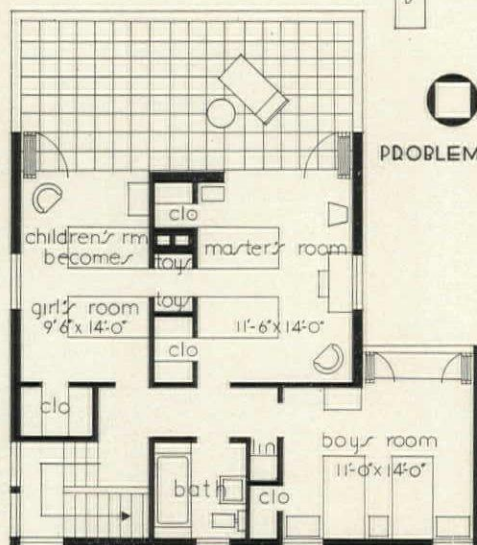 PROBLEM
clo
children's rm
becomes
toys
master's room
girl's room
9'6" x 14'-0"
toys
11'-6" x 14'-0"
clo
clo
lin
boys room
11'-0" x 14'-0"
bath
clo